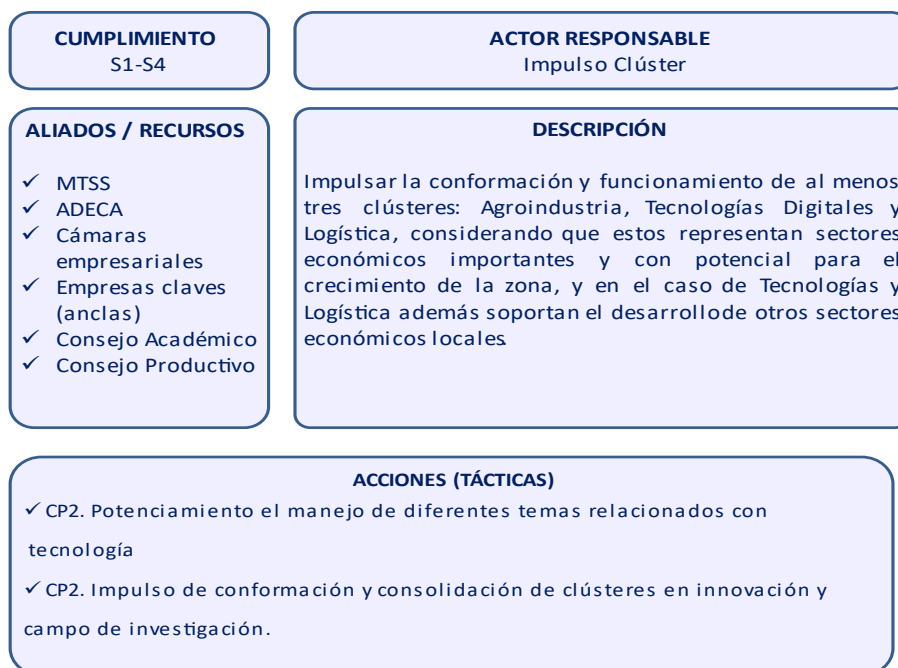 CUMPLIMIENTO
S1-S4
ACTOR RESPONSABLE
Impulso Clúster
ALIADOS / RECURSOS
✓ MTSS
✓ ADECA
✓ Cámaras
empresariales
✓ Empresas claves
(anclas)
✓ Consejo Académico
✓ Consejo Productivo
DESCRIPCIÓN
Impulsar la conformación y funcionamiento de al menos
tres clústeres: Agroindustria, Tecnologías Digitales y
Logística, considerando que estos representan sectores
económicos importantes y con potencial para el
crecimiento de la zona, y en el caso de Tecnologías y
Logística además soportan el desarrollode otros sectores
económicos locales.
ACCIONES (TÁCTICAS)
✓ CP2. Potenciamiento el manejo de diferentes temas relacionados con
tecnología
✓ CP2. Impulso de conformación y consolidación de clústeres en innovación y
campo de investigación.